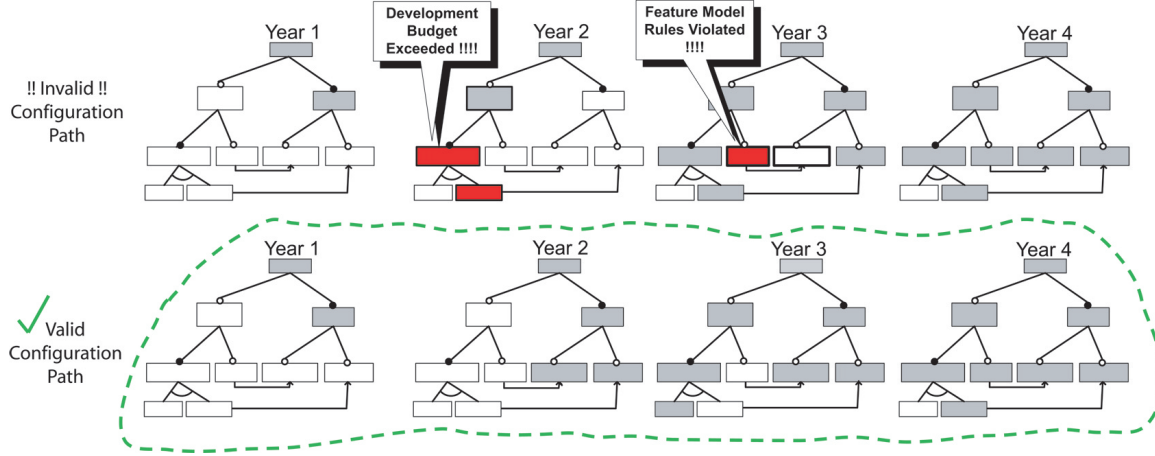 Development
Budget
Exceeded !!!!
Feature Model
Rules Violated
!!!!
Year 1
Year 2
Year 3
Year 4
!! Invalid !!
Configuration
Path
Year 1
Year 2
Year 3
Year 4
Valid
Configuration
Path